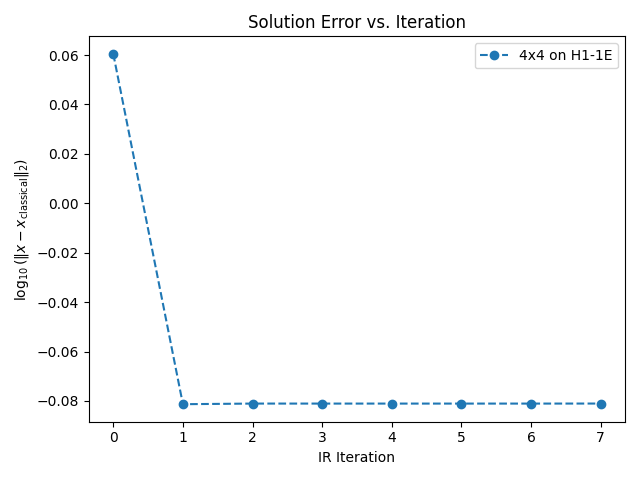 Solution Error vs. Iteration
4x4 on H1-1E
log₁₀(‖x − x_classical‖₂)
0.06
0.04
0.02
0.00
−0.02
−0.04
−0.06
−0.08
0 1 2 3 4 5 6 7
IR Iteration